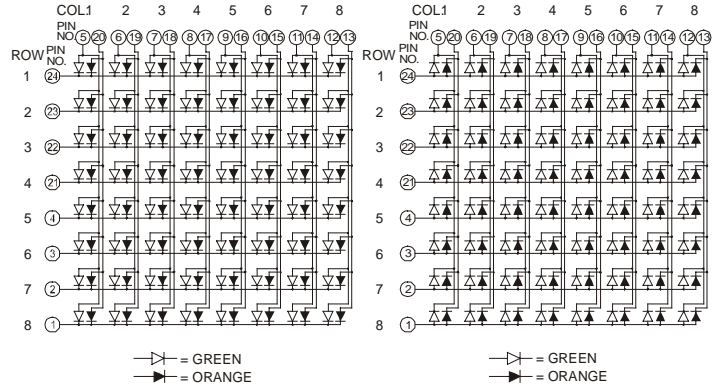 COL.1 2 3 4 5 6 7 8
PIN NO. 5 20 6 19 7 18 8 17 9 16 10 15 11 14 12 13
ROW PIN NO.
1 24
2 23
3 22
4 21
5 4
6 3
7 2
8 1
= GREEN
= ORANGE
COL.1 2 3 4 5 6 7 8
PIN NO. 5 20 6 19 7 18 8 17 9 16 10 15 11 14 12 13
ROW PIN NO.
1 24
2 23
3 22
4 21
5 4
6 3
7 2
8 1
= GREEN
= ORANGE